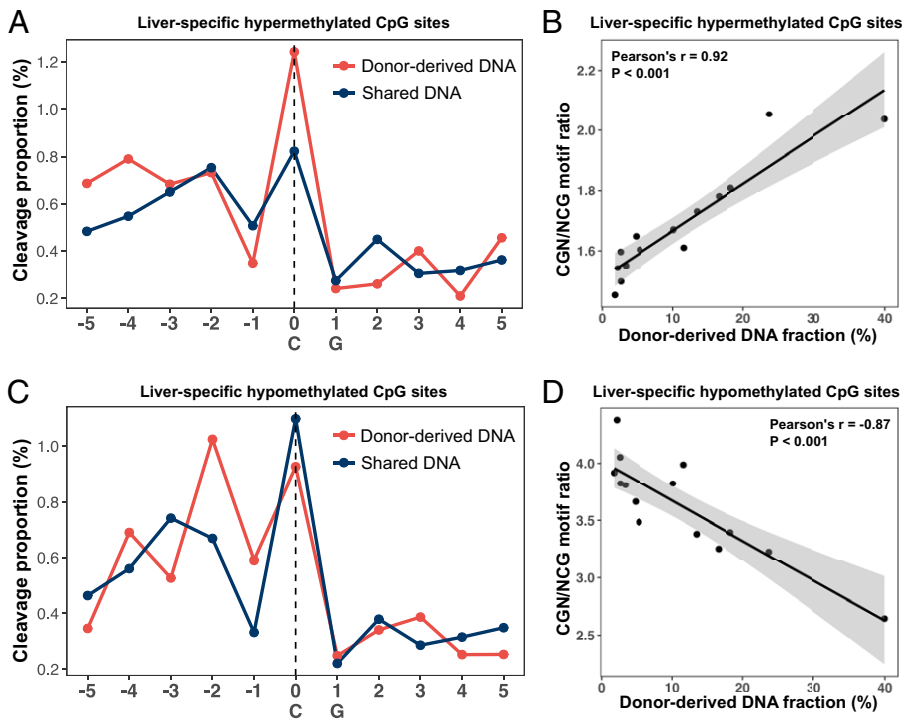 A
Liver-specific hypermethylated CpG sites
Cleavage proportion (%)
1.2
1.0
0.8
0.6
0.4
0.2
Donor-derived DNA
Shared DNA
-5 -4 -3 -2 -1 0 1 2 3 4 5
C G
B
Liver-specific hypermethylated CpG sites
Pearson's r = 0.92
P < 0.001
CGN/NCG motif ratio
2.2
2.0
1.8
1.6
0 10 20 30 40
Donor-derived DNA fraction (%)
C
Liver-specific hypomethylated CpG sites
Cleavage proportion (%)
1.0
0.8
0.6
0.4
0.2
Donor-derived DNA
Shared DNA
-5 -4 -3 -2 -1 0 1 2 3 4 5
C G
D
Liver-specific hypomethylated CpG sites
Pearson's r = -0.87
P < 0.001
CGN/NCG motif ratio
4.0
3.5
3.0
2.5
0 10 20 30 40
Donor-derived DNA fraction (%)